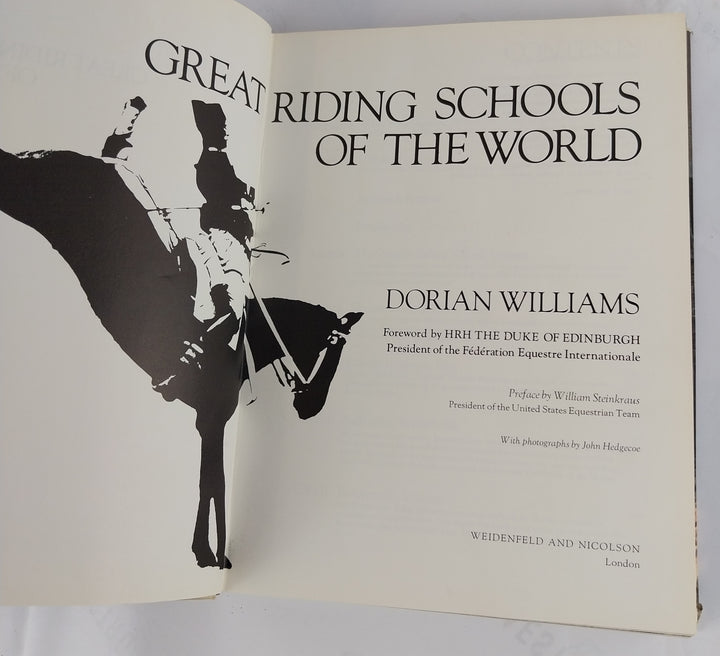 GREAT RIDING SCHOOLS
OF THE WORLD
DORIAN WILLIAMS
Foreword by HRH THE DUKE OF EDINBURGH
President of the Fédération Equestre Internationale
Preface by William Steinkraus
President of the United States Equestrian Team
With photographs by John Hedgecoe
WEIDENFELD AND NICOLSON
London